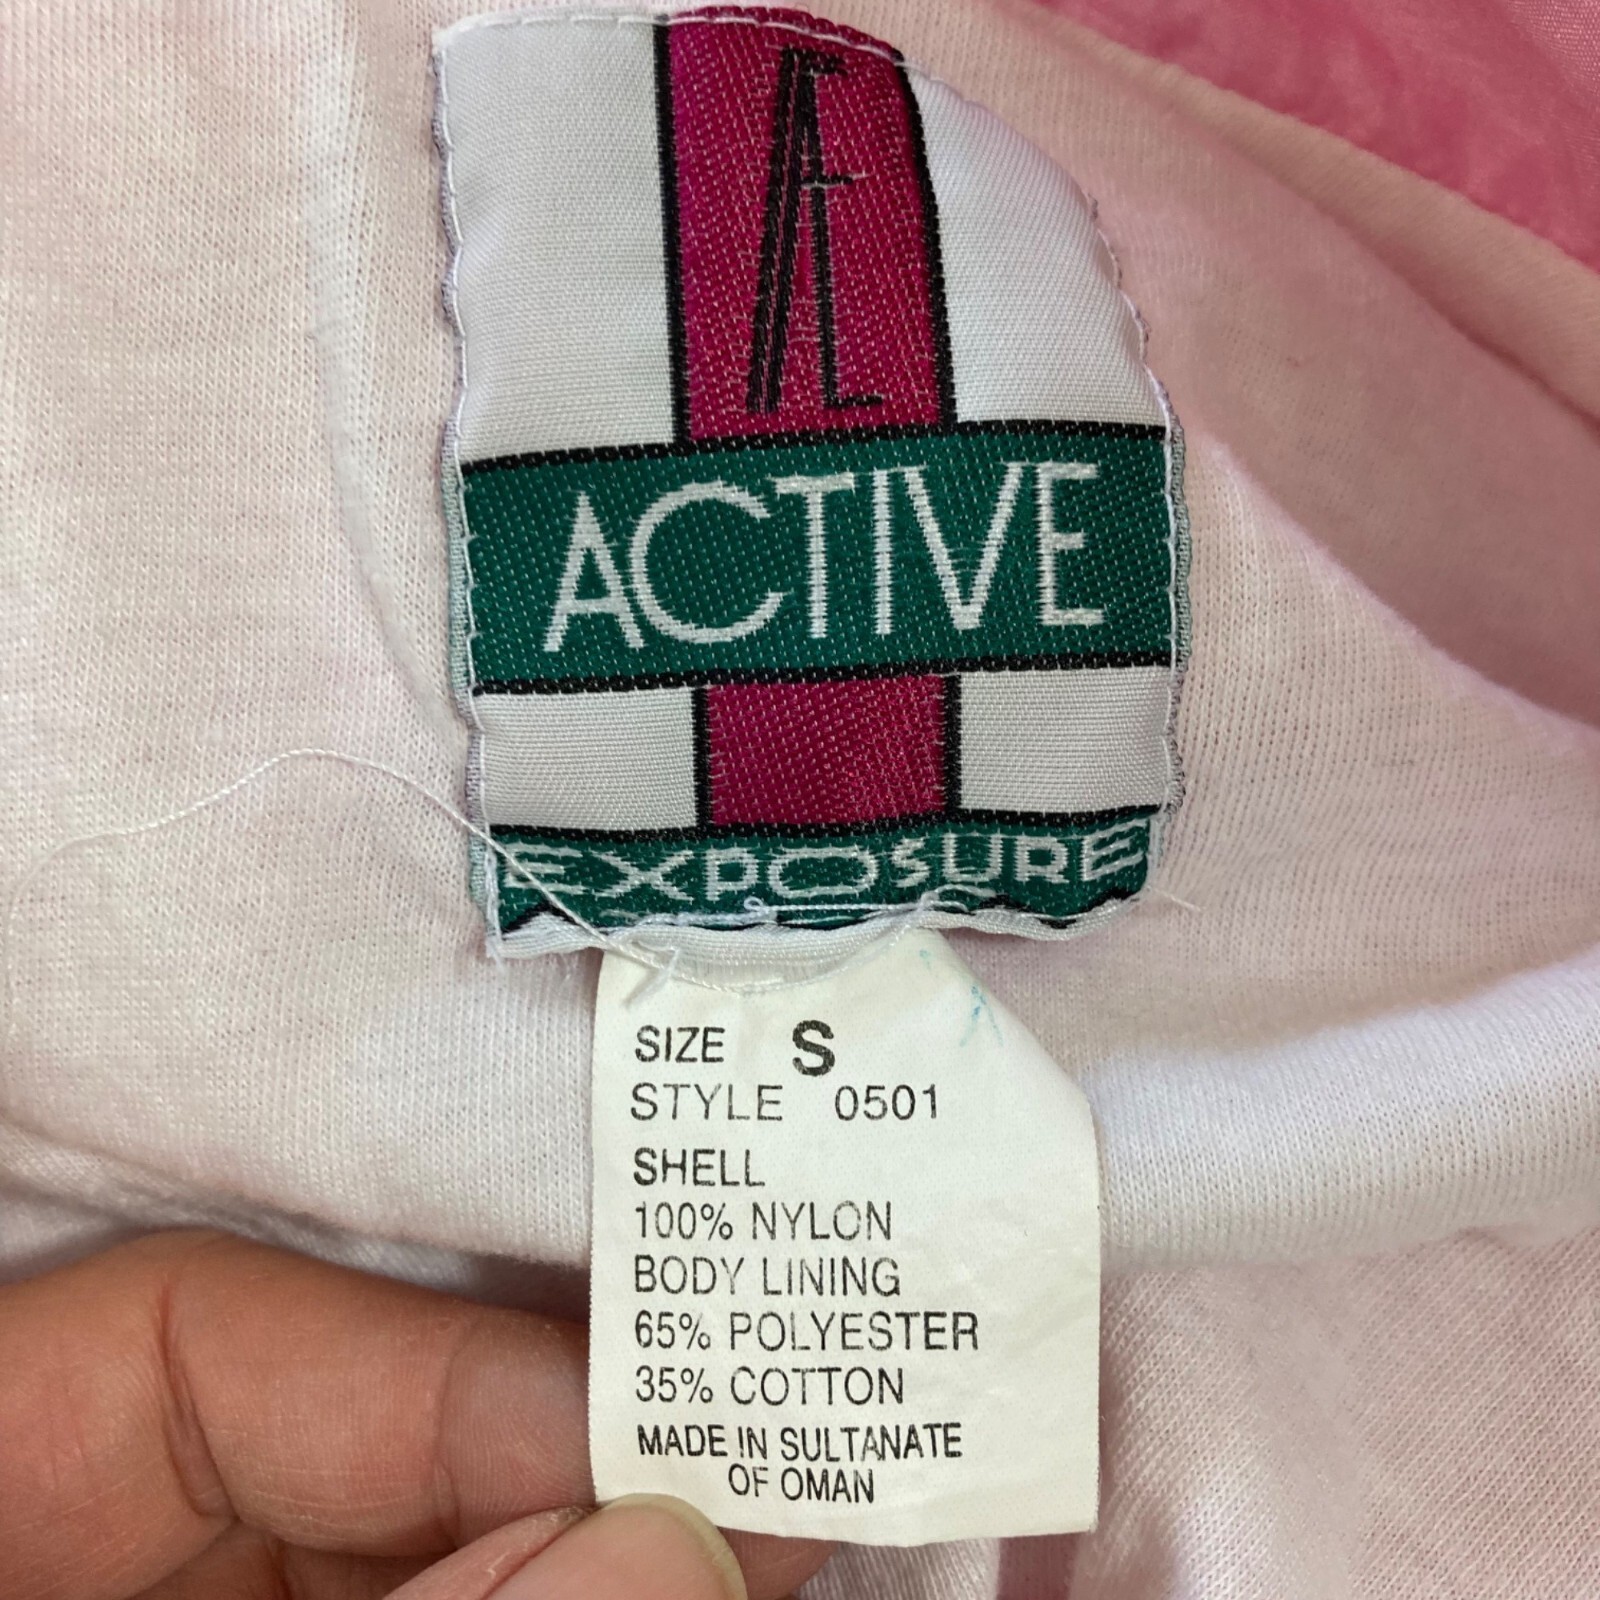 AE
ACTIVE
EXPOSURE
SIZE S
STYLE 0501
SHELL
100% NYLON
BODY LINING
65% POLYESTER
35% COTTON
MADE IN SULTANATE
OF OMAN